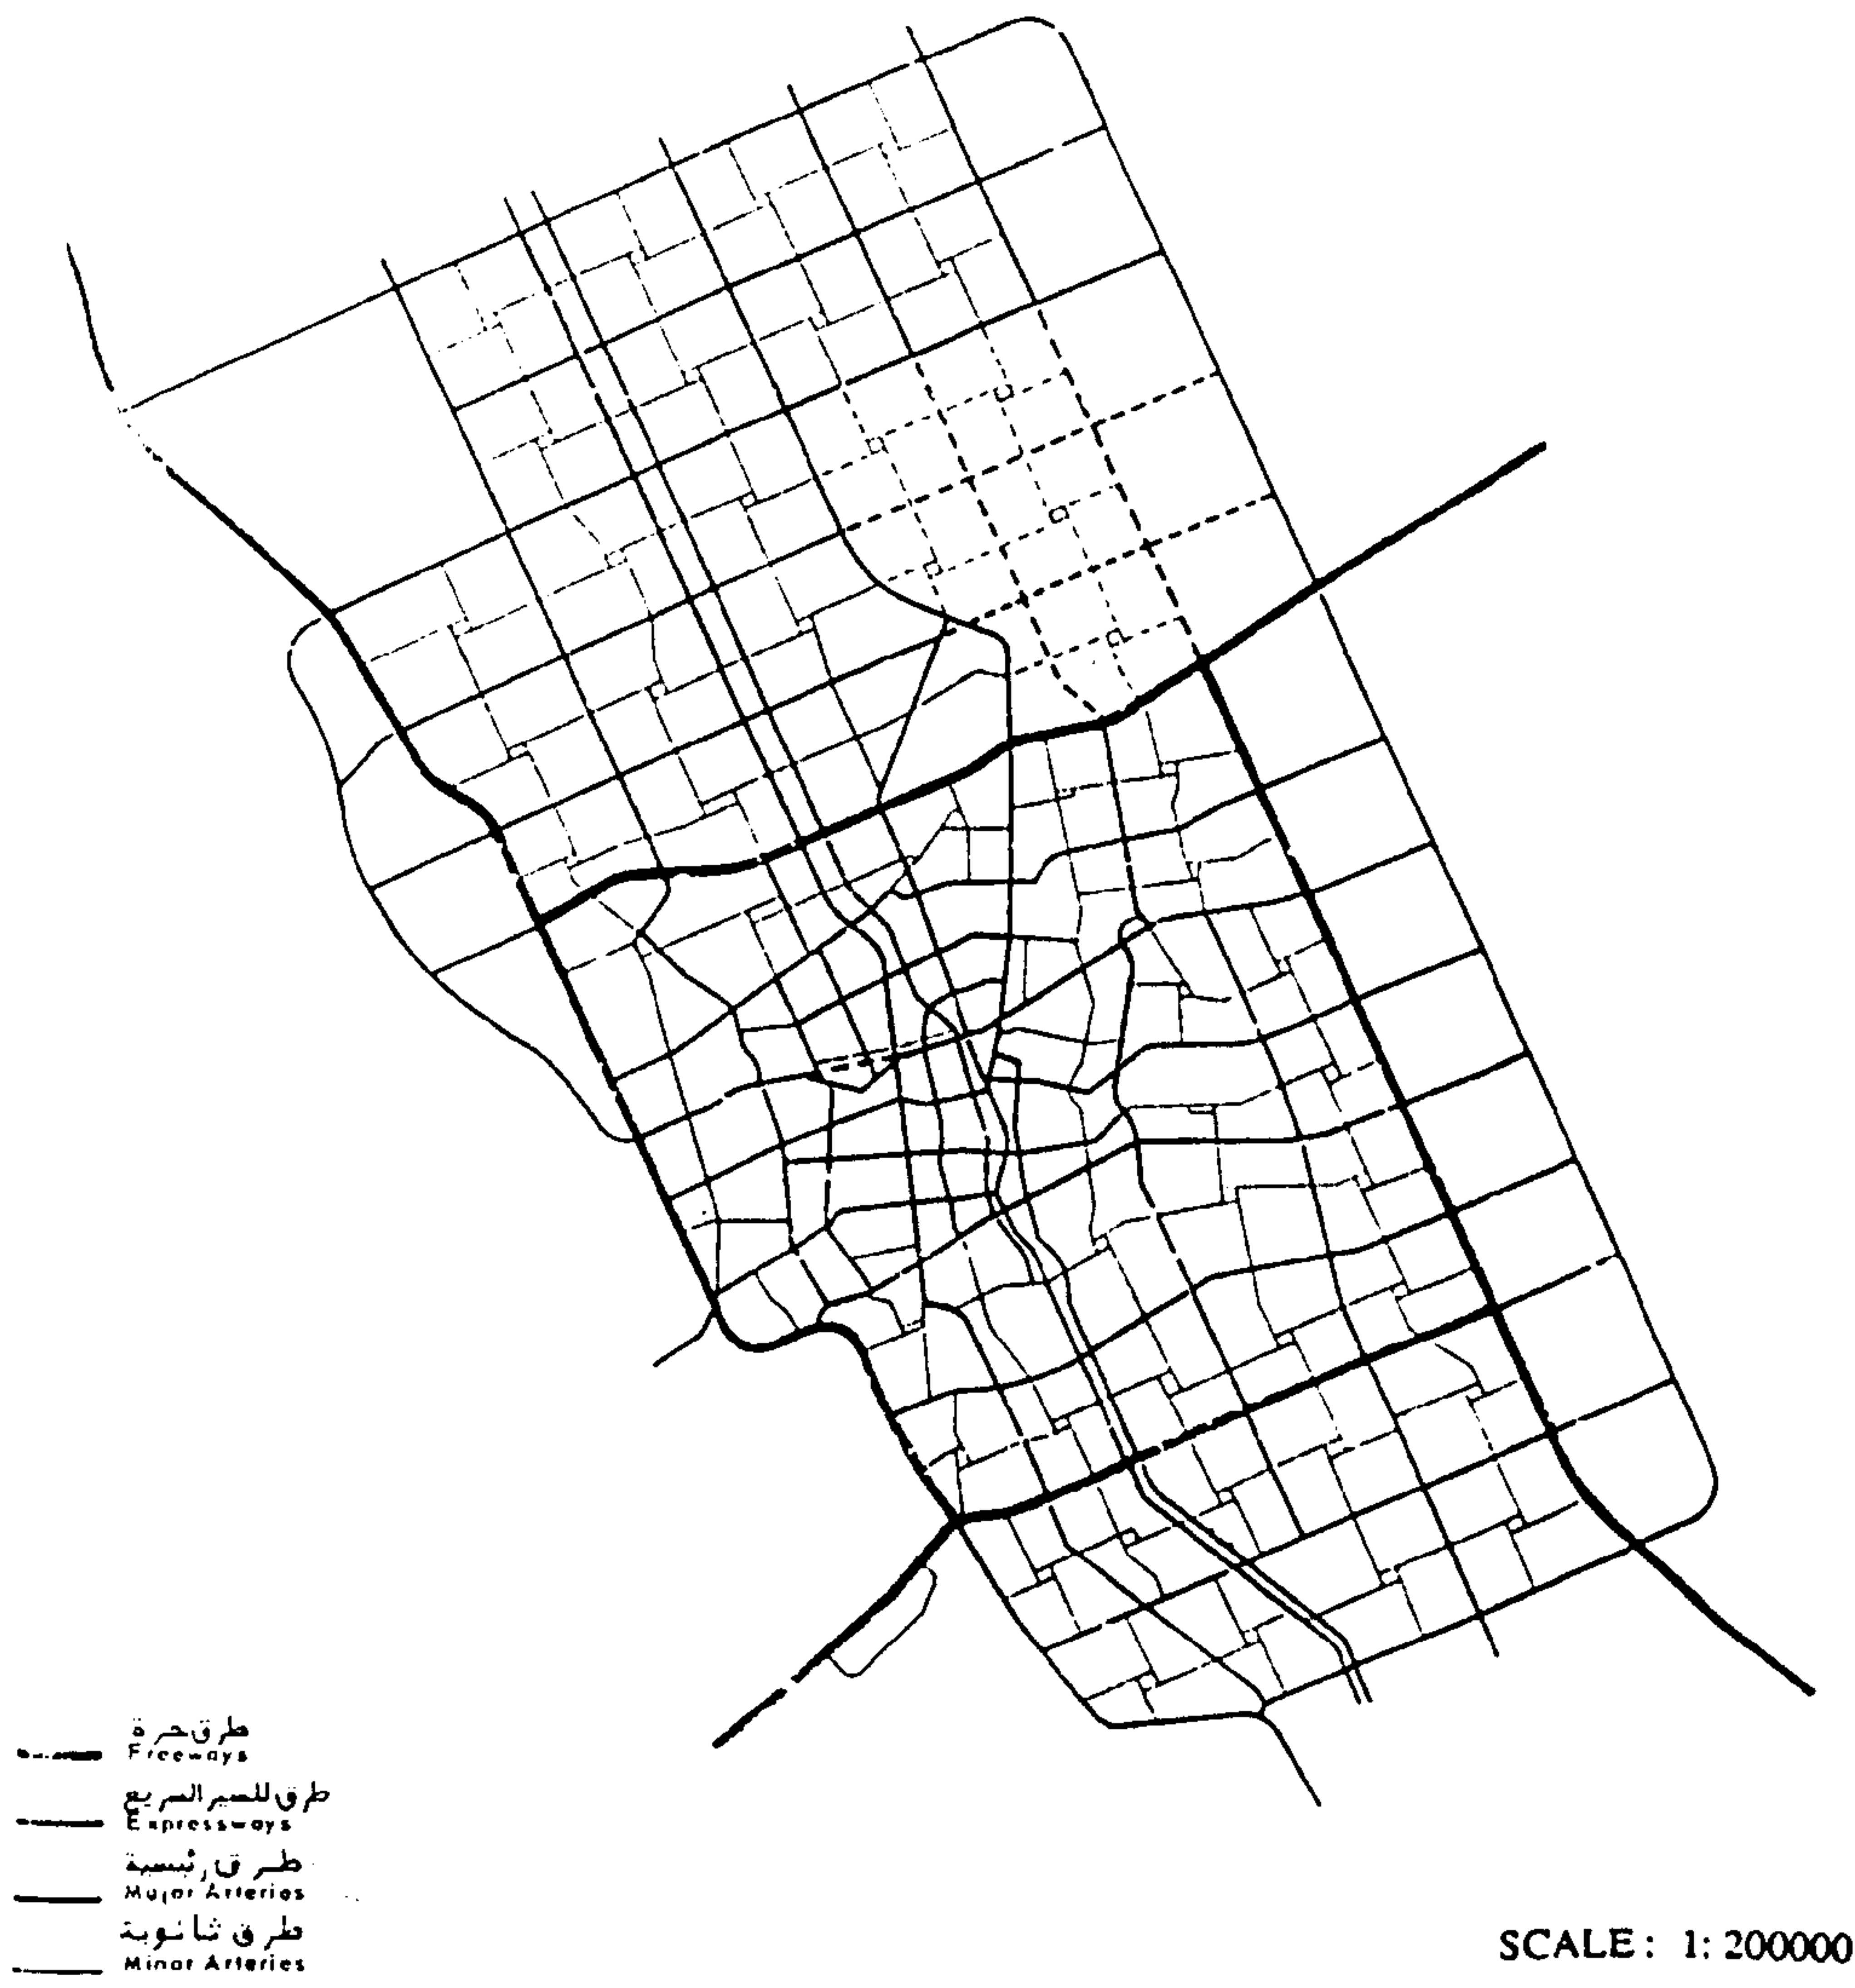 طرق حرة
Freeways
طرق للسير السريع
Expressways
طرق رئيسية
Major Arteries
طرق ثانوية
Minor Arteries
SCALE: 1:200000